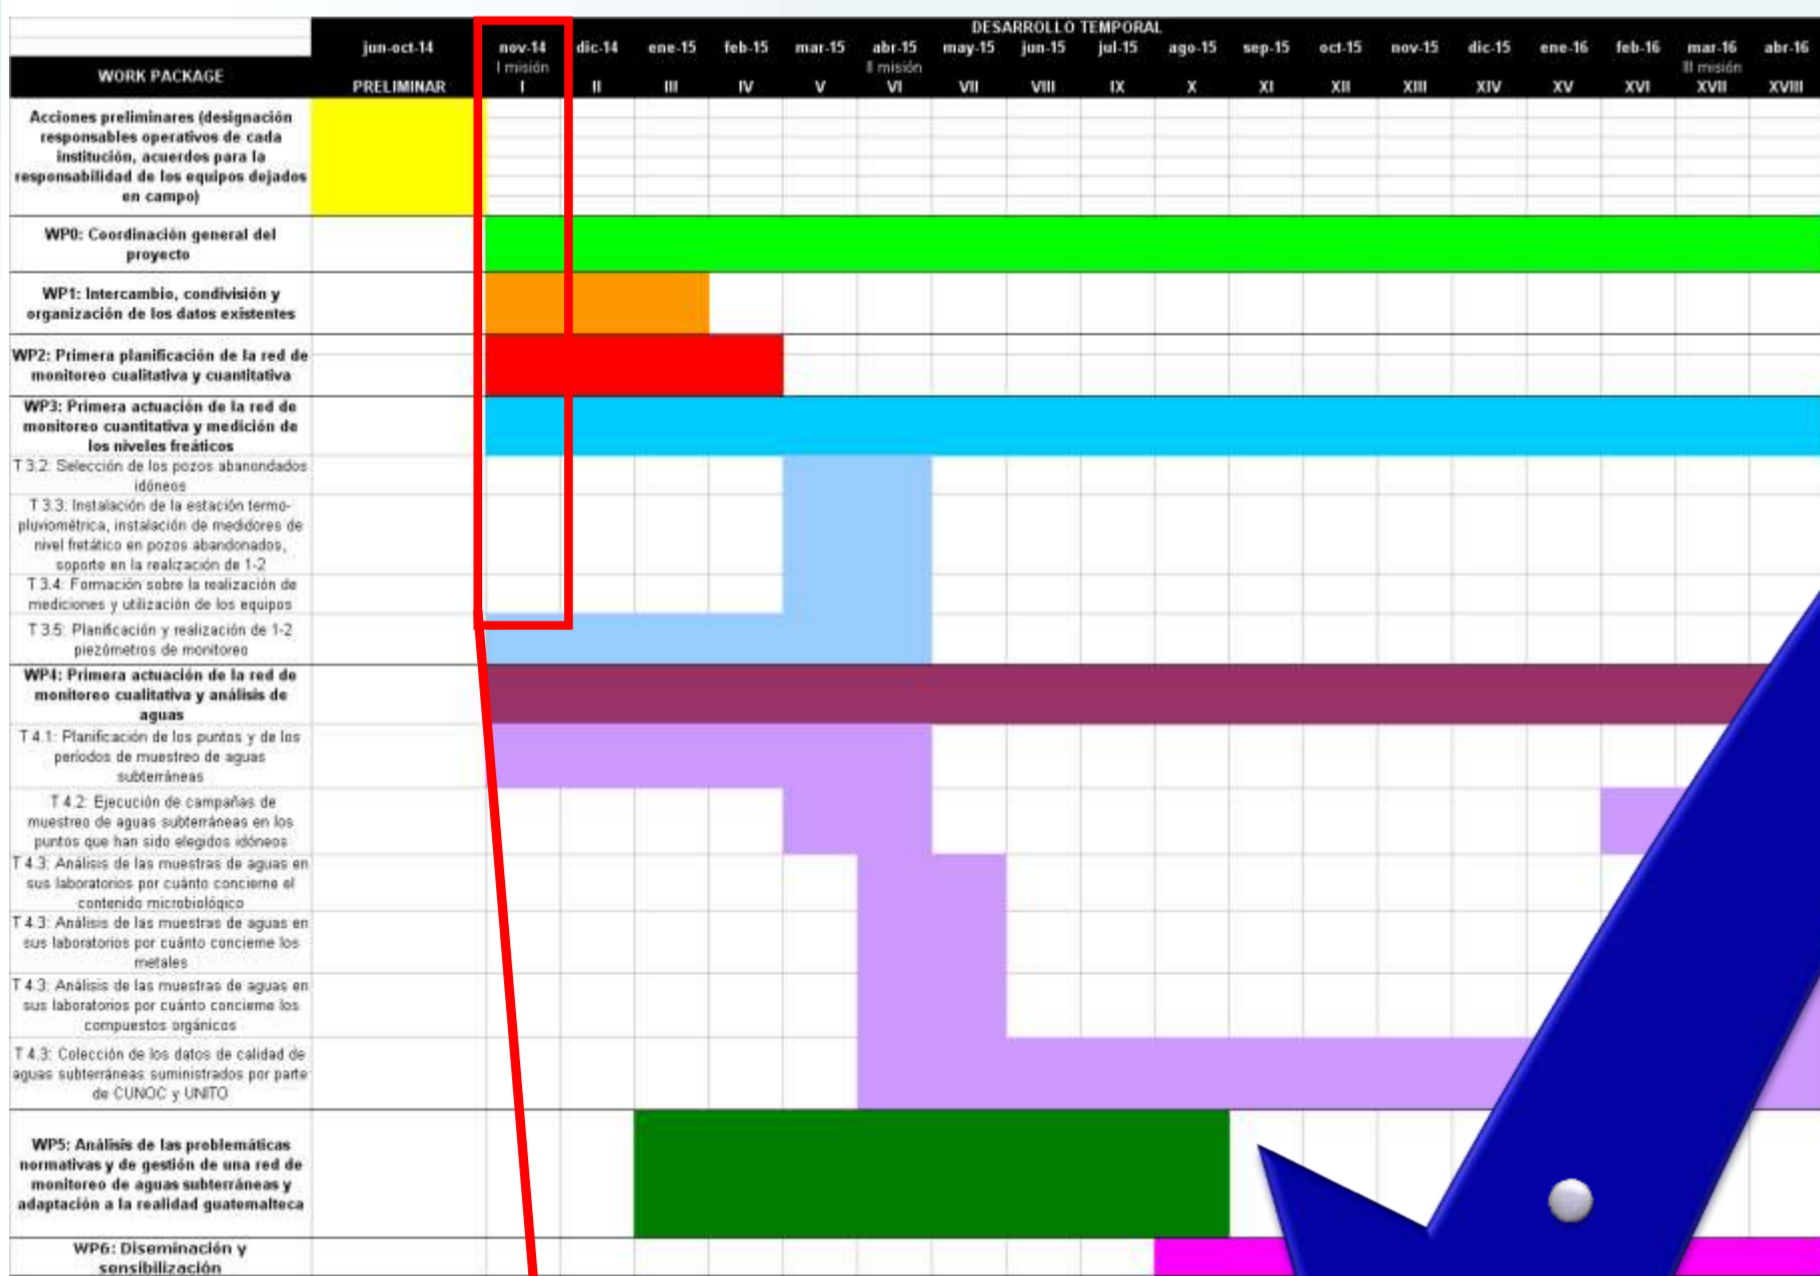 DESARROLLO TEMPORAL
jun-oct-14 nov-14 dic-14 ene-15 feb-15 mar-15 abr-15 may-15 jun-15 jul-15 ago-15 sep-15 oct-15 nov-15 dic-15 ene-16 feb-16 mar-16 abr-16
I misión II misión III misión
WORK PACKAGE PRELIMINAR I II III IV V VI VII VIII IX X XI XII XIII XIV XV XVI XVII XVIII
Acciones preliminares (designación
responsables operativos de cada
institución, acuerdos para la
responsabilidad de los equipos dejados
en campo)
WP0: Coordinación general del
proyecto
WP1: Intercambio, condivisión y
organización de los datos existentes
WP2: Primera planificación de la red de
monitoreo cualitativa y cuantitativa
WP3: Primera actuación de la red de
monitoreo cuantitativa y medición de
los niveles freáticos
T 3.2: Selección de los pozos abanondados
idóneos
T 3.3: Instalación de la estación termo-
pluviométrica, instalación de medidores de
nivel fretático en pozos abandonados,
soporte en la realización de 1-2
T 3.4: Formación sobre la realización de
mediciones y utilización de los equipos
T 3.5: Planificación y realización de 1-2
piezómetros de monitoreo
WP4: Primera actuación de la red de
monitoreo cualitativa y análisis de
aguas
T 4.1: Planificación de los puntos y de los
periodos de muestreo de aguas
subterráneas
T 4.2: Ejecución de campañas de
muestreo de aguas subterráneas en los
puntos que han sido elegidos idóneos
T 4.3: Análisis de las muestras de aguas en
sus laboratorios por cuánto concierne el
contenido microbiológico
T 4.3: Análisis de las muestras de aguas en
sus laboratorios por cuánto concierne los
metales
T 4.3: Análisis de las muestras de aguas en
sus laboratorios por cuánto concierne los
compuestos orgánicos
T 4.3: Colección de los datos de calidad de
aguas subterráneas suministrados por parte
de CUNOC y UNITO
WP5: Análisis de las problemáticas
normativas y de gestión de una red de
monitoreo de aguas subterráneas y
adaptación a la realidad guatemalteca
WP6: Diseminación y
sensibilización